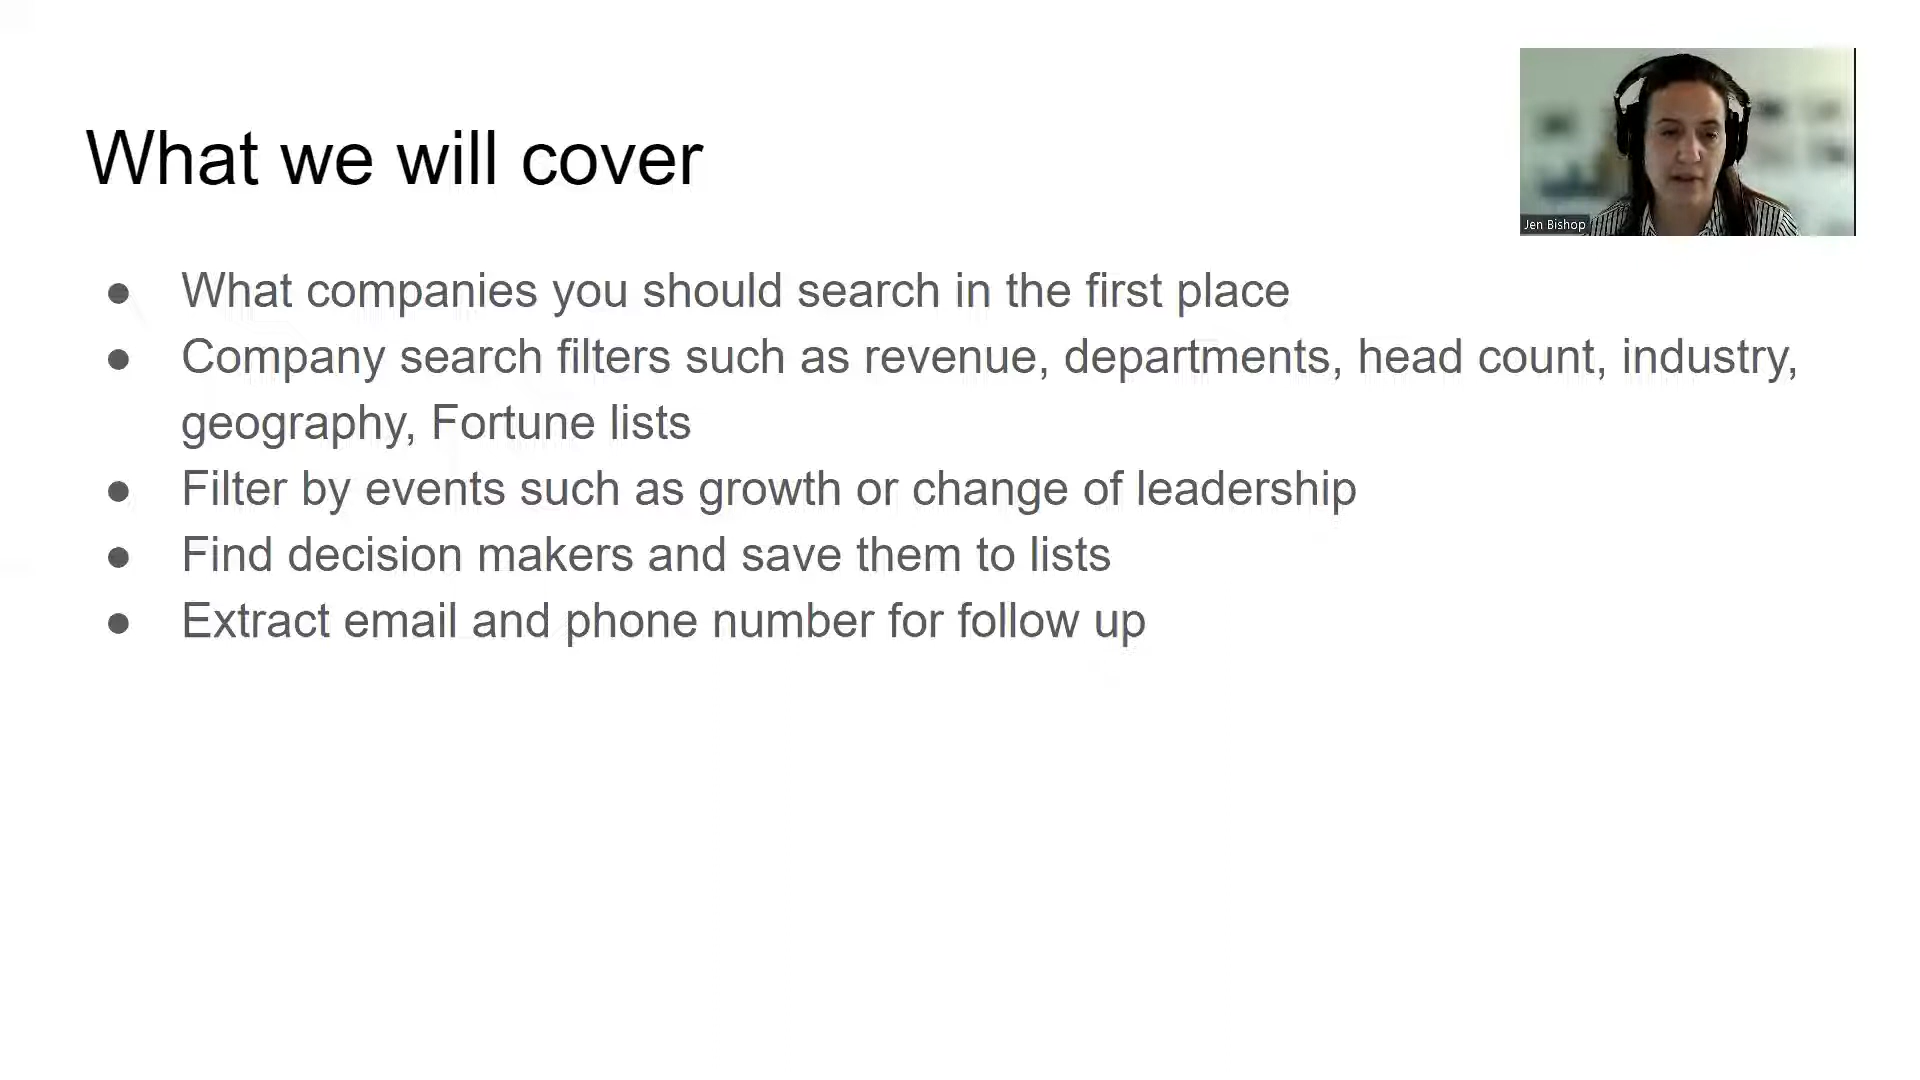 What we will cover
Jen Bishop
● What companies you should search in the first place
● Company search filters such as revenue, departments, head count, industry,
geography, Fortune lists
● Filter by events such as growth or change of leadership
● Find decision makers and save them to lists
● Extract email and phone number for follow up